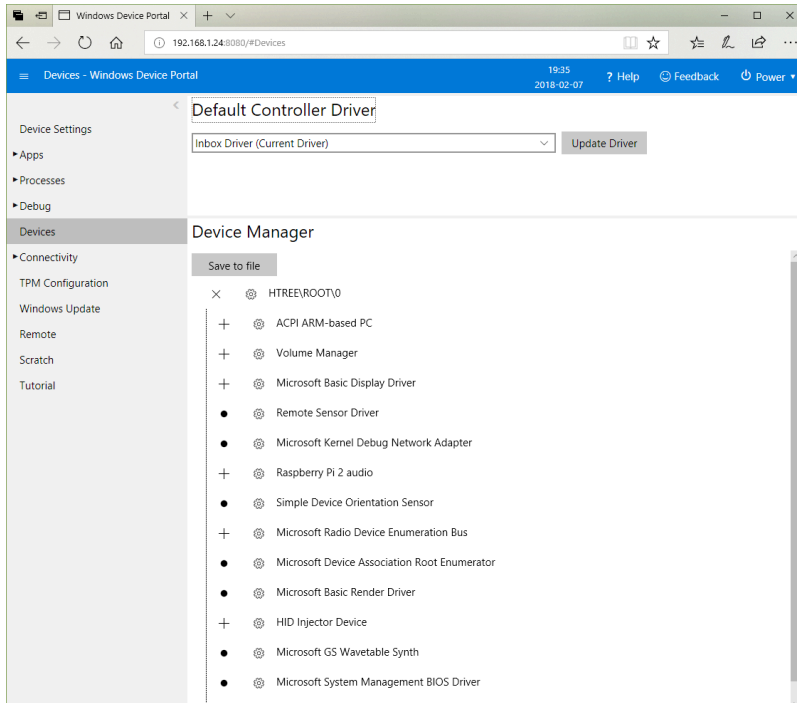 Windows Device Portal
192.168.1.24:8080/#Devices
Devices - Windows Device Portal
19:35
2018-02-07
? Help
Feedback
Power
Device Settings
Apps
Processes
Debug
Devices
Connectivity
TPM Configuration
Windows Update
Remote
Scratch
Tutorial
Default Controller Driver
Inbox Driver (Current Driver)
Update Driver
Device Manager
Save to file
HTREE\ROOT\0
ACPI ARM-based PC
Volume Manager
Microsoft Basic Display Driver
Remote Sensor Driver
Microsoft Kernel Debug Network Adapter
Raspberry Pi 2 audio
Simple Device Orientation Sensor
Microsoft Radio Device Enumeration Bus
Microsoft Device Association Root Enumerator
Microsoft Basic Render Driver
HID Injector Device
Microsoft GS Wavetable Synth
Microsoft System Management BIOS Driver